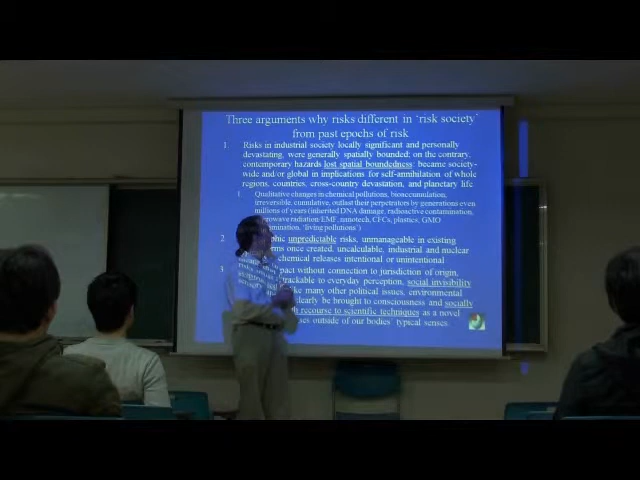 Three arguments why risks different in 'risk society'
from past epochs of risk
1. Risks in industrial society locally significant and personally
devastating, were generally spatially bounded; on the contrary,
contemporary hazards lost spatial boundedness: became society-
wide and/or global in implications for self-annihilation of whole
regions, countries, cross-country devastation, and planetary life
1. Qualitative changes in chemical pollutions, bioaccumulation,
irreversible, cumulative, outlast their perpetrators by generations even
millions of years (inherited DNA damage, radioactive contamination,
radiation EMF, nanotech, CFCs, plastics, GMO
'living pollutions')
2. unpredictable risks, unmanageable in existing
once created, uncalculable, industrial and nuclear
chemical releases intentional or unintentional
3. without connection to jurisdiction of origin,
to everyday perception, social invisibility
many other political issues, environmental
be brought to consciousness and socially
recourse to scientific techniques as a novel
outside of our bodies' typical senses.